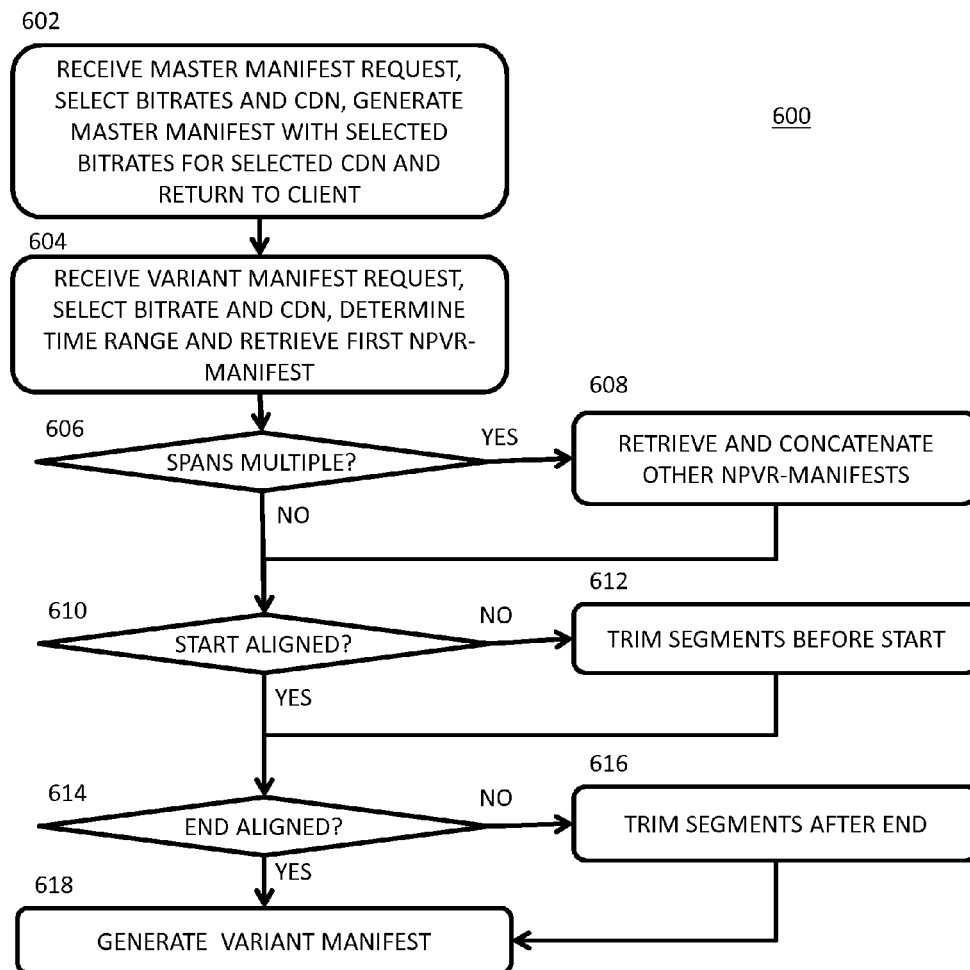 602
RECEIVE MASTER MANIFEST REQUEST,
SELECT BITRATES AND CDN, GENERATE
MASTER MANIFEST WITH SELECTED
BITRATES FOR SELECTED CDN AND
RETURN TO CLIENT
600
604
RECEIVE VARIANT MANIFEST REQUEST,
SELECT BITRATE AND CDN, DETERMINE
TIME RANGE AND RETRIEVE FIRST NPVR-
MANIFEST
606
SPANS MULTIPLE?
YES
NO
608
RETRIEVE AND CONCATENATE
OTHER NPVR-MANIFESTS
610
START ALIGNED?
NO
YES
612
TRIM SEGMENTS BEFORE START
614
END ALIGNED?
NO
YES
616
TRIM SEGMENTS AFTER END
618
GENERATE VARIANT MANIFEST